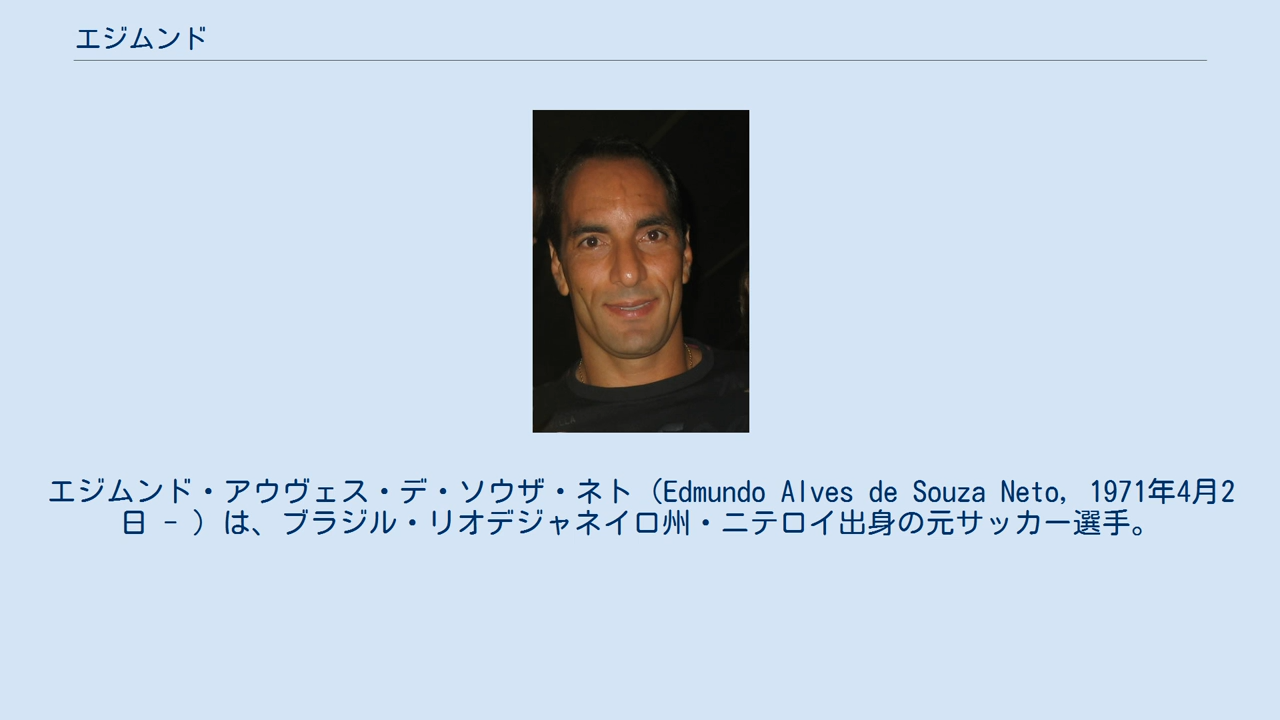 エジムンド
エジムンド・アウヴェス・デ・ソウザ・ネト（Edmundo Alves de Souza Neto, 1971年4月2
日 - ）は、ブラジル・リオデジャネイロ州・ニテロイ出身の元サッカー選手。